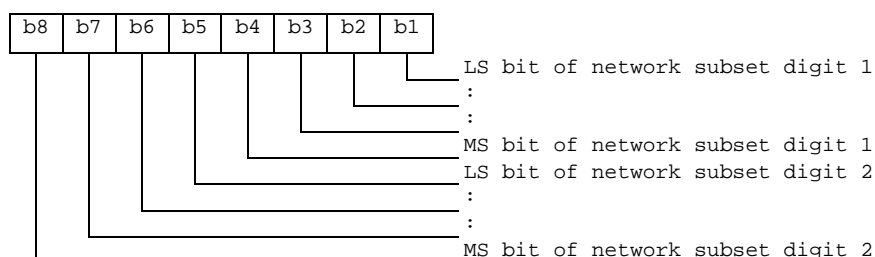 b8 b7 b6 b5 b4 b3 b2 b1
LS bit of network subset digit 1
:
:
MS bit of network subset digit 1
LS bit of network subset digit 2
:
:
MS bit of network subset digit 2